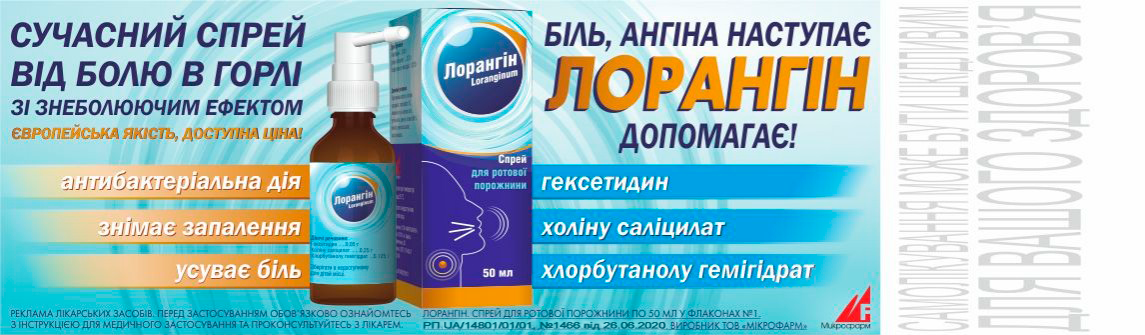 СУЧАСНИЙ СПРЕЙ
ВІД БОЛЮ В ГОРЛІ
ЗІ ЗНЕБОЛЮЮЧИМ ЕФЕКТОМ
ЄВРОПЕЙСЬКА ЯКІСТЬ, ДОСТУПНА ЦІНА!
антибактеріальна дія
знімає запалення
усуває біль
Лорангін
Loranginum
Лорангін
Loranginum
Спрей
для ротової
порожнини
50 мл
БІЛЬ, АНГІНА НАСТУПАЄ
ЛОРАНГІН
ДОПОМАГАЄ!
гексетидин
холіну саліцилат
хлорбутанолу гемігідрат
РЕКЛАМА ЛІКАРСЬКИХ ЗАСОБІВ. ПЕРЕД ЗАСТОСУВАННЯМ ОБОВ'ЯЗКОВО ОЗНАЙОМТЕСЬ
З ІНСТРУКЦІЄЮ ДЛЯ МЕДИЧНОГО ЗАСТОСУВАННЯ ТА ПРОКОНСУЛЬТУЙТЕСЬ З ЛІКАРЕМ.
ЛОРАНГІН. СПРЕЙ ДЛЯ РОТОВОЇ ПОРОЖНИНИ ПО 50 МЛ У ФЛАКОНАХ №1.
РП UA/14801/01/01, №1466 від 26.06.2020. ВИРОБНИК ТОВ «МІКРОФАРМ»
Мікрофарм
САМОЛІКУВАННЯ МОЖЕ БУТИ ШКІДЛИВИМ
ДЛЯ ВАШОГО ЗДОРОВ'Я